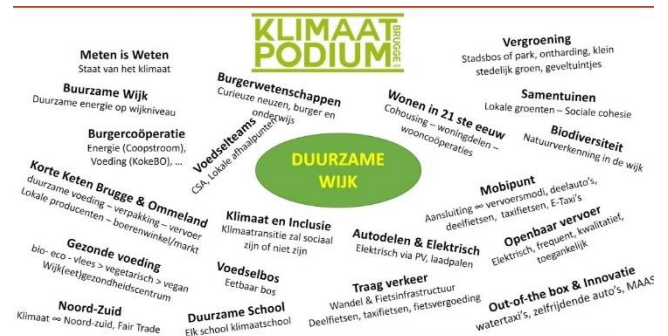 KLIMAAT
PODIUM
BRUGGE
Meten is Weten
Staat van het klimaat
Buurzame Wijk
Duurzame energie op wijkniveau
Burgercoöperatie
Energie (Coopstroom),
Voeding (KokeBO), ...
Korte Keten Brugge & Ommeland
duurzame voeding – verpakking – vervoer
Lokale producenten – boerenwinkel/markt
Gezonde voeding
bio- eco - vlees > vegetarisch > vegan
Wijk(eet)gezondheidscentrum
Noord-Zuid
Klimaat ∞ Noord-zuid, Fair Trade
Burgerwetenschappen
Curieuze neuzen, burger en
onderwijs
Voedselteams
CSA, Lokale afhaalpunten
DUURZAME
WIJK
Klimaat en Inclusie
Klimaattransitie zal sociaal
zijn of niet zijn
Voedselbos
Eetbaar bos
Duurzame School
Elk school klimaatschool
Wonen in 21 ste eeuw
Cohousing – woningdelen –
wooncoöperaties
Autodelen & Elektrisch
Elektrisch via PV, laadpalen
Traag verkeer
Wandel & Fietsinfrastructuur
Deelfietsen, taxifietsen, fietsvergoeding
Vergroening
Stadsbos of park, ontharding, klein
stedelijk groen, geveltuintjes
Samentuinen
Lokale groenten – Sociale cohesie
Biodiversiteit
Natuurverkenning in de wijk
Mobipunt
Aansluiting ∞ vervoersmodi, deelauto's,
deelfietsen, taxifietsen, E-Taxi's
Openbaar vervoer
Elektrisch, frequent, kwalitatief,
toegankelijk
Out-of-the box & Innovatie
watertaxi's, zelfrijdende auto's, MAAS